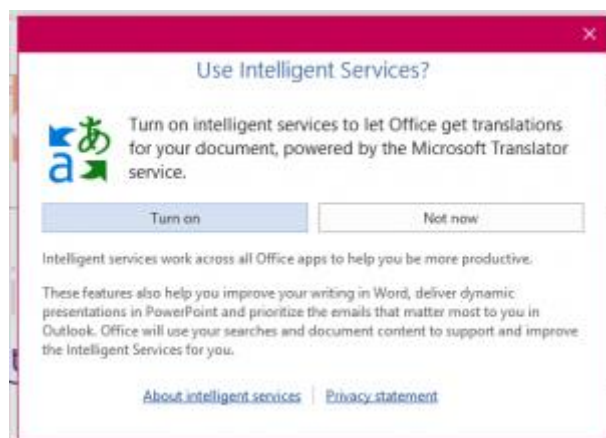 Use Intelligent Services?
あ
a
Turn on intelligent services to let Office get translations
for your document, powered by the Microsoft Translator
service.
Turn on
Not now
Intelligent services work across all Office apps to help you be more productive.
These features also help you improve your writing in Word, deliver dynamic
presentations in PowerPoint and prioritize the emails that matter most to you in
Outlook. Office will use your searches and document content to support and improve
the Intelligent Services for you.
About intelligent services
Privacy statement